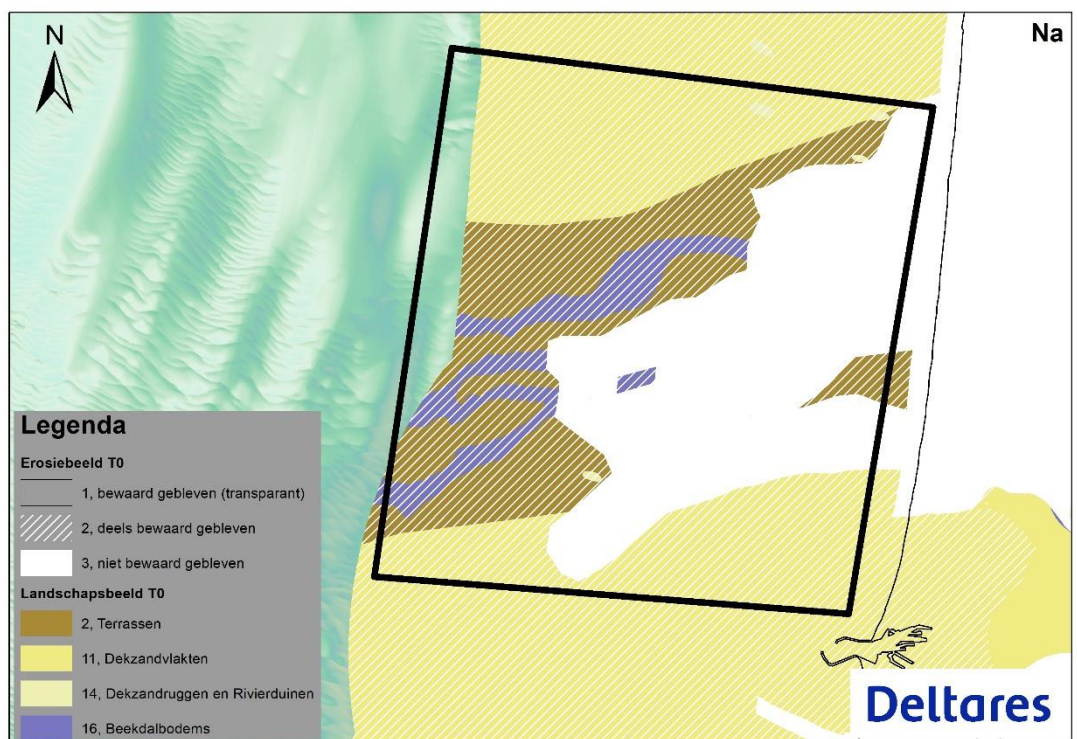 N
Na
Legenda
Erosiebeeld T0
1, bewaard gebleven (transparant)
2, deels bewaard gebleven
3, niet bewaard gebleven
Landschapsbeeld T0
2, Terrassen
11, Dekzandvlakten
14, Dekzandruggen en Rivierduinen
16, Beekdalbodems
Deltares